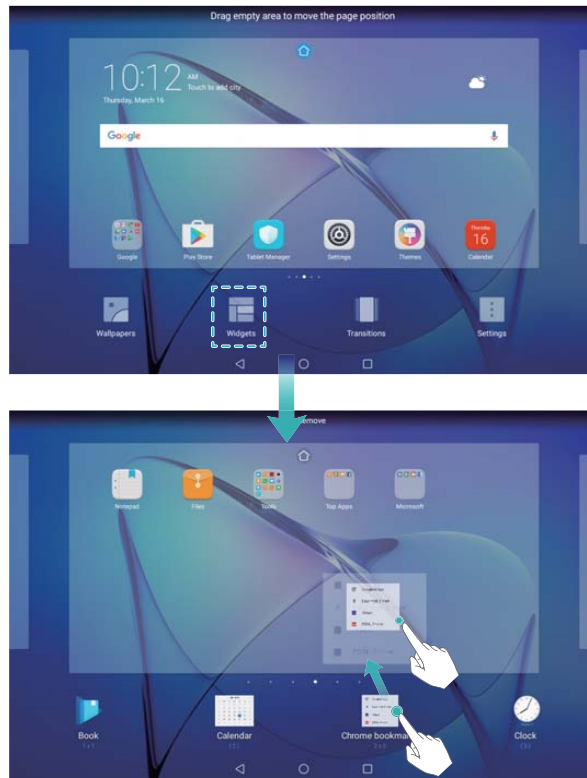 Drag empty area to move the page position
10:12 AM
Touch to add city
Thursday, March 16
Google
Google
Play Store
Tablet Manager
Settings
Themes
Thursday
16
Calendar
Wallpapers
Widgets
Transitions
Settings
emove
Notepad
Files
Tools
Top Apps
Microsoft
Book
Calendar
Chrome bookmar
Clock